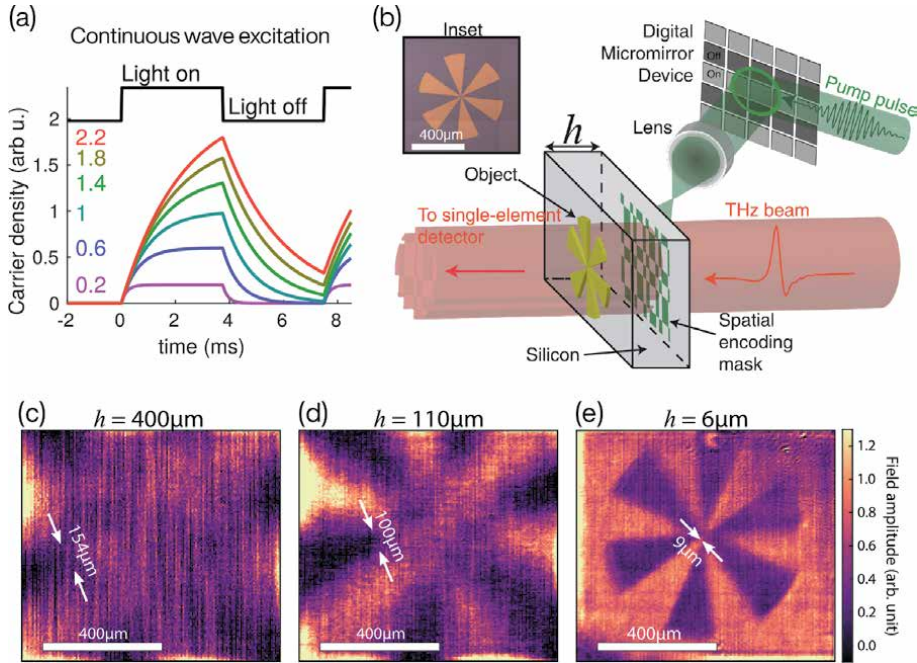 (a)
Continuous wave excitation
Light on
Light off
Carrier density (arb u.)
2
1.5
1
0.5
0
2.2
1.8
1.4
1
0.6
0.2
-2
0
2
4
6
8
time (ms)
(b)
Inset
400μm
Digital
Micromirror
Device
Off
On
Pump pulse
Lens
h
Object
To single-element
detector
THz beam
Silicon
Spatial
encoding
mask
(c)
h = 400μm
154μm
400μm
(d)
h = 110μm
100μm
400μm
(e)
h = 6μm
9μm
400μm
1.2
1.0
0.8
0.6
0.4
0.2
0.0
Field amplitude (arb. unit)